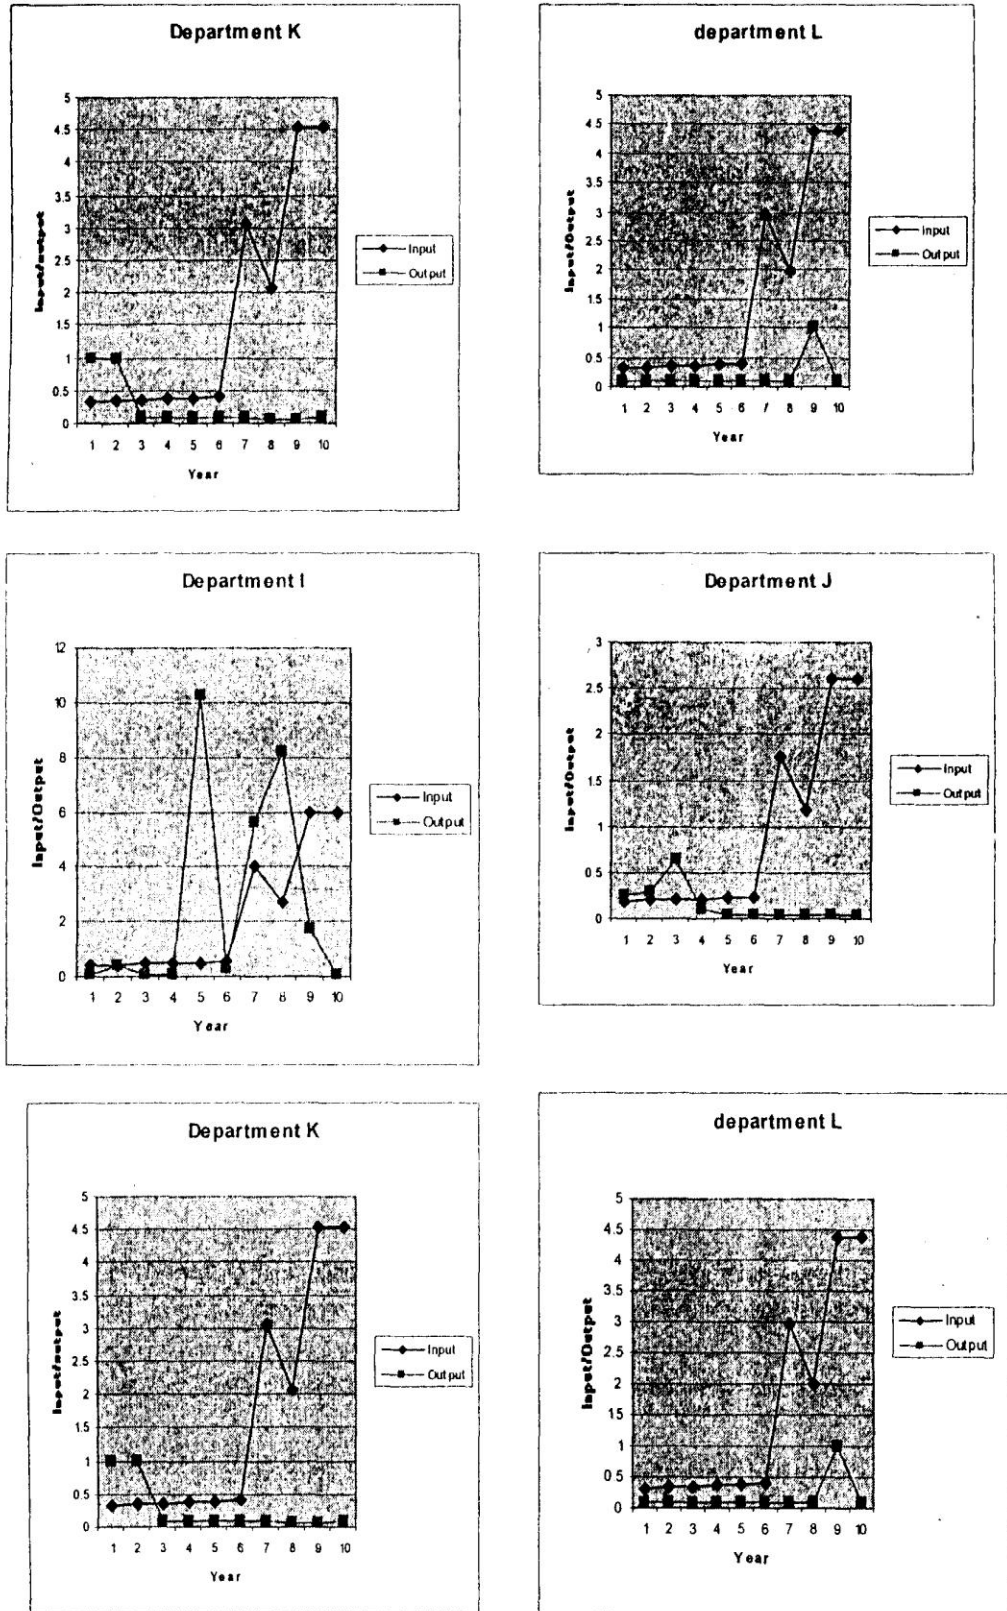 Department K
5
4.5
4
3.5
3
2.5
2
1.5
1
0.5
0
Input/output
1 2 3 4 5 6 7 8 9 10
Year
Input
Output
department L
5
4.5
4
3.5
3
2.5
2
1.5
1
0.5
0
Input/Output
1 2 3 4 5 6 7 8 9 10
Year
Input
Output
Department I
12
10
8
6
4
2
0
Input/Output
1 2 3 4 5 6 7 8 9 10
Year
Input
Output
Department J
3
2.5
2
1.5
1
0.5
0
Input/Output
1 2 3 4 5 6 7 8 9 10
Year
Input
Output
Department K
5
4.5
4
3.5
3
2.5
2
1.5
1
0.5
0
Input/output
1 2 3 4 5 6 7 8 9 10
Year
Input
Output
department L
5
4.5
4
3.5
3
2.5
2
1.5
1
0.5
0
Input/Output
1 2 3 4 5 6 7 8 9 10
Year
Input
Output